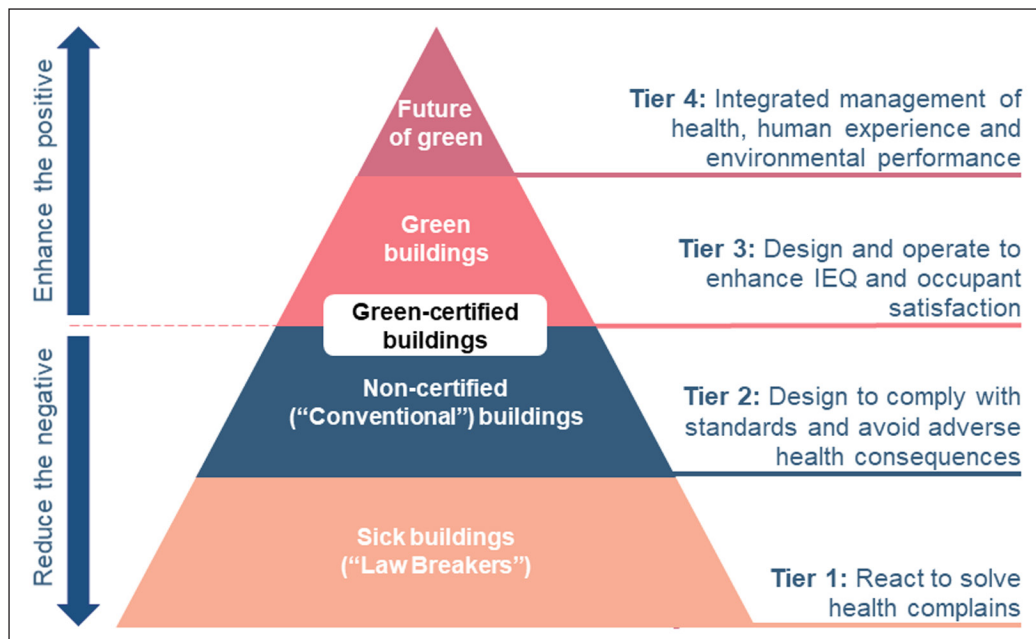 Enhance the positive
Reduce the negative
Future
of green
Green
buildings
Green-certified
buildings
Non-certified
(“Conventional”) buildings
Sick buildings
(“Law Breakers”)
Tier 4: Integrated management of
health, human experience and
environmental performance
Tier 3: Design and operate to
enhance IEQ and occupant
satisfaction
Tier 2: Design to comply with
standards and avoid adverse
health consequences
Tier 1: React to solve
health complains